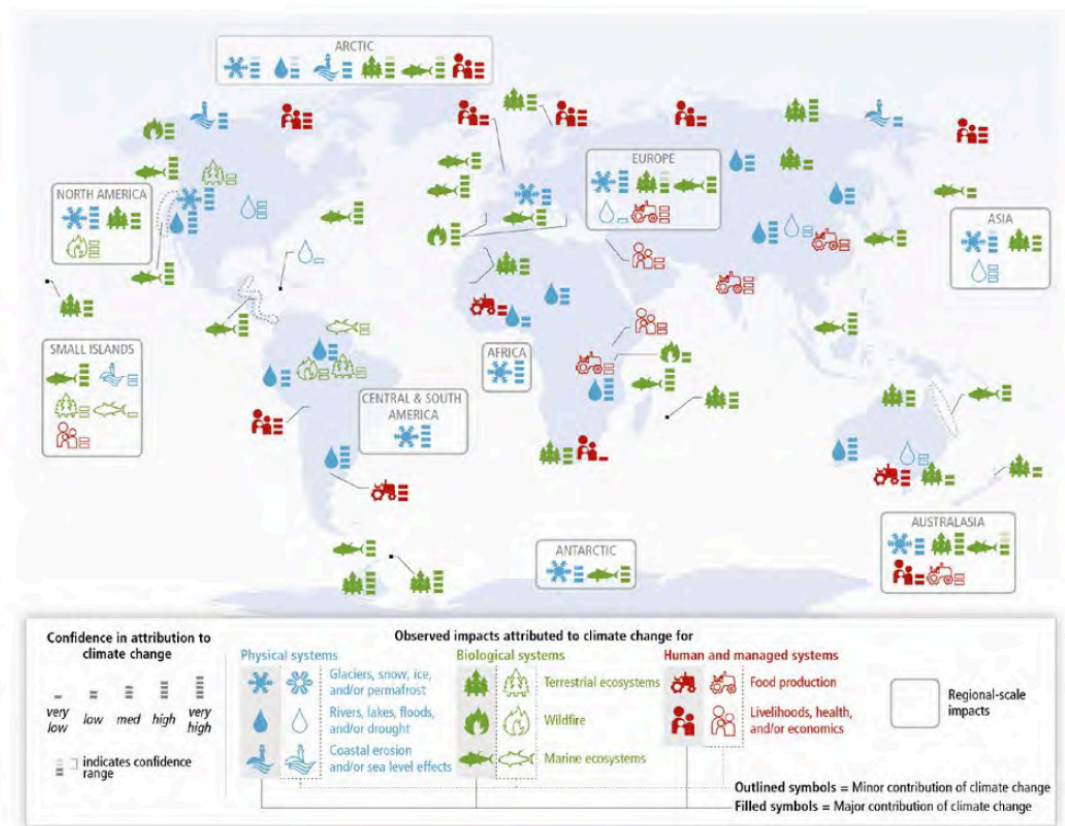 ARCTIC
EUROPE
NORTH AMERICA
ASIA
SMALL ISLANDS
AFRICA
CENTRAL & SOUTH
AMERICA
AUSTRALASIA
ANTARCTIC
Confidence in attribution to
climate change
very
low
low
med
high
very
high
indicates confidence
range
Observed impacts attributed to climate change for
Physical systems
Glaciers, snow, ice,
and/or permafrost
Rivers, lakes, floods,
and/or drought
Coastal erosion
and/or sea level effects
Biological systems
Terrestrial ecosystems
Wildfire
Marine ecosystems
Human and managed systems
Food production
Livelihoods, health,
and/or economics
Regional-scale
impacts
Outlined symbols = Minor contribution of climate change
Filled symbols = Major contribution of climate change